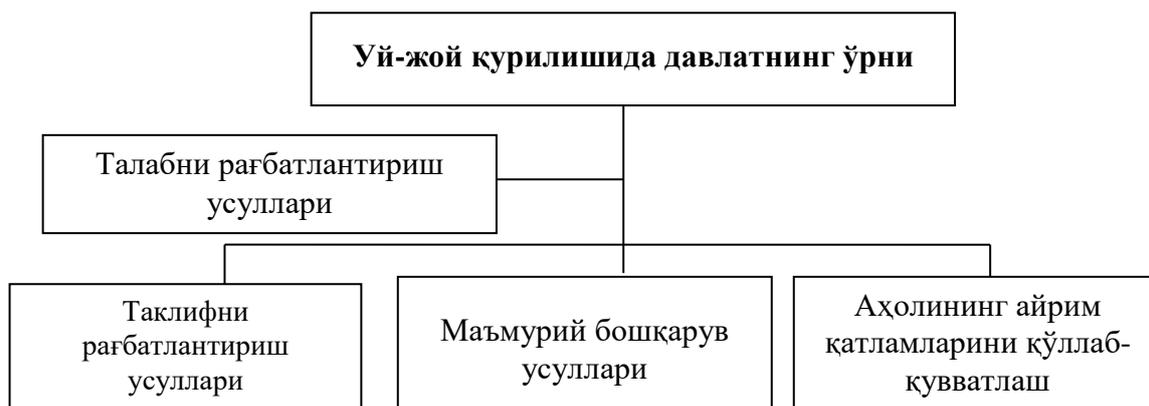 Уй-жой қурилишида давлатнинг ўрни
Талабни рағбатлантириш
усуллари
Таклифни
рағбатлантириш
усуллари
Маъмурий бошқарув
усуллари
Аҳолининг айрим
қатламларини қўллаб-
қувватлаш